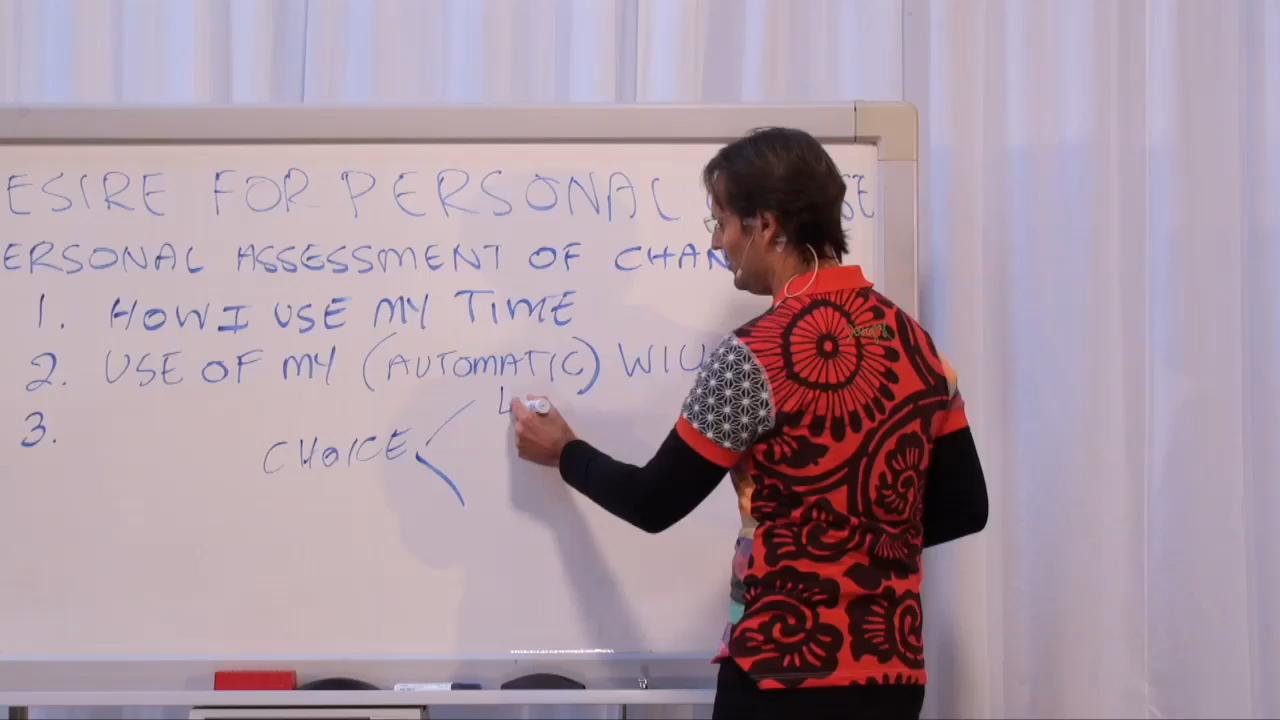 ESIRE FOR PERSONAL
ERSONAL ASSESSMENT OF CHAN
1. HOW I USE MY TIME
2. USE OF MY (AUTOMATIC) WILL
3.
CHOICE
L